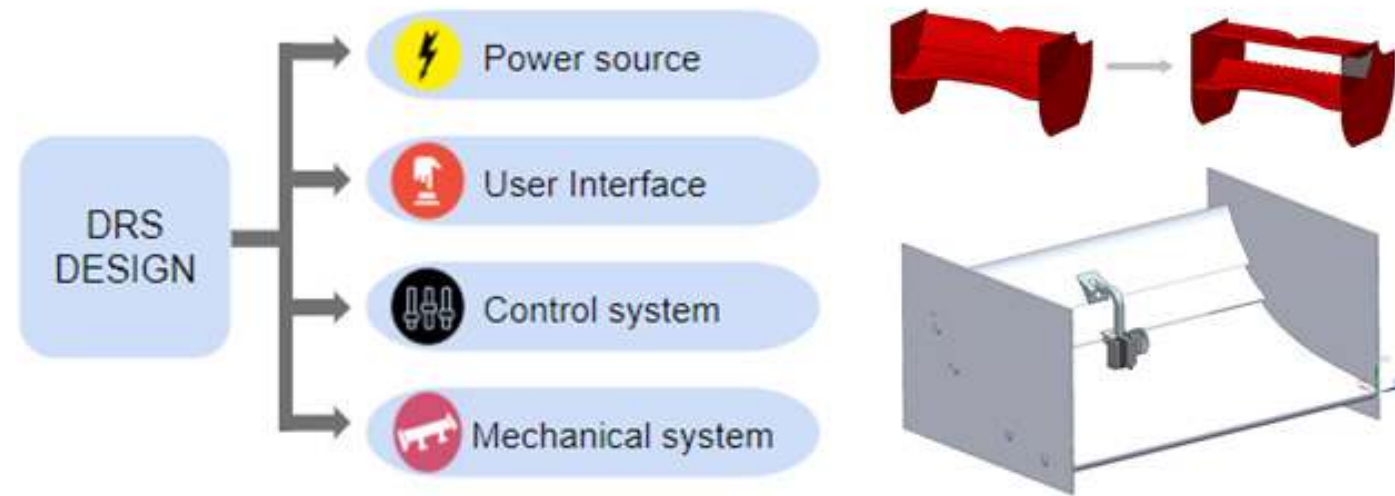 DRS
DESIGN
Power source
User Interface
Control system
Mechanical system